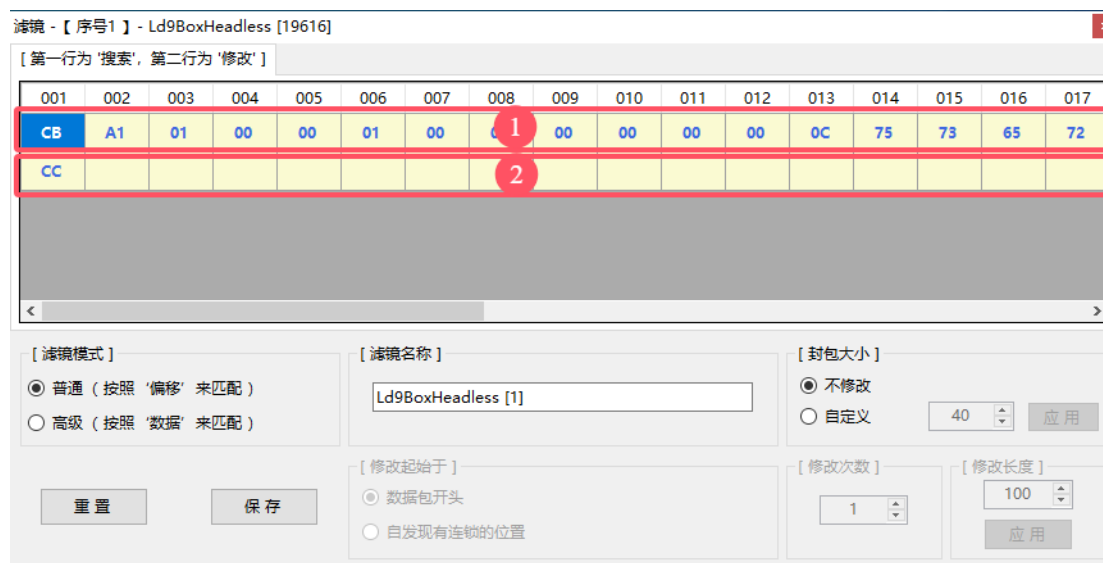 滤镜 -【 序号1 】- Ld9BoxHeadless [19616]
[ 第一行为 '搜索'，第二行为 '修改' ]
001 002 003 004 005 006 007 008 009 010 011 012 013 014 015 016 017
CB A1 01 00 00 01 00 1 00 00 00 00 0C 75 73 65 72
CC 2
[ 滤镜模式 ] [ 滤镜名称 ] [ 封包大小 ]
普通（ 按照 '偏移' 来匹配 ） Ld9BoxHeadless [1] 不修改
高级（ 按照 '数据' 来匹配 ） 自定义 40 应 用
[ 修改起始于 ] [ 修改次数 ] [ 修改长度 ]
重 置 保 存 数据包开头 1 100
自发现有连锁的位置 应 用